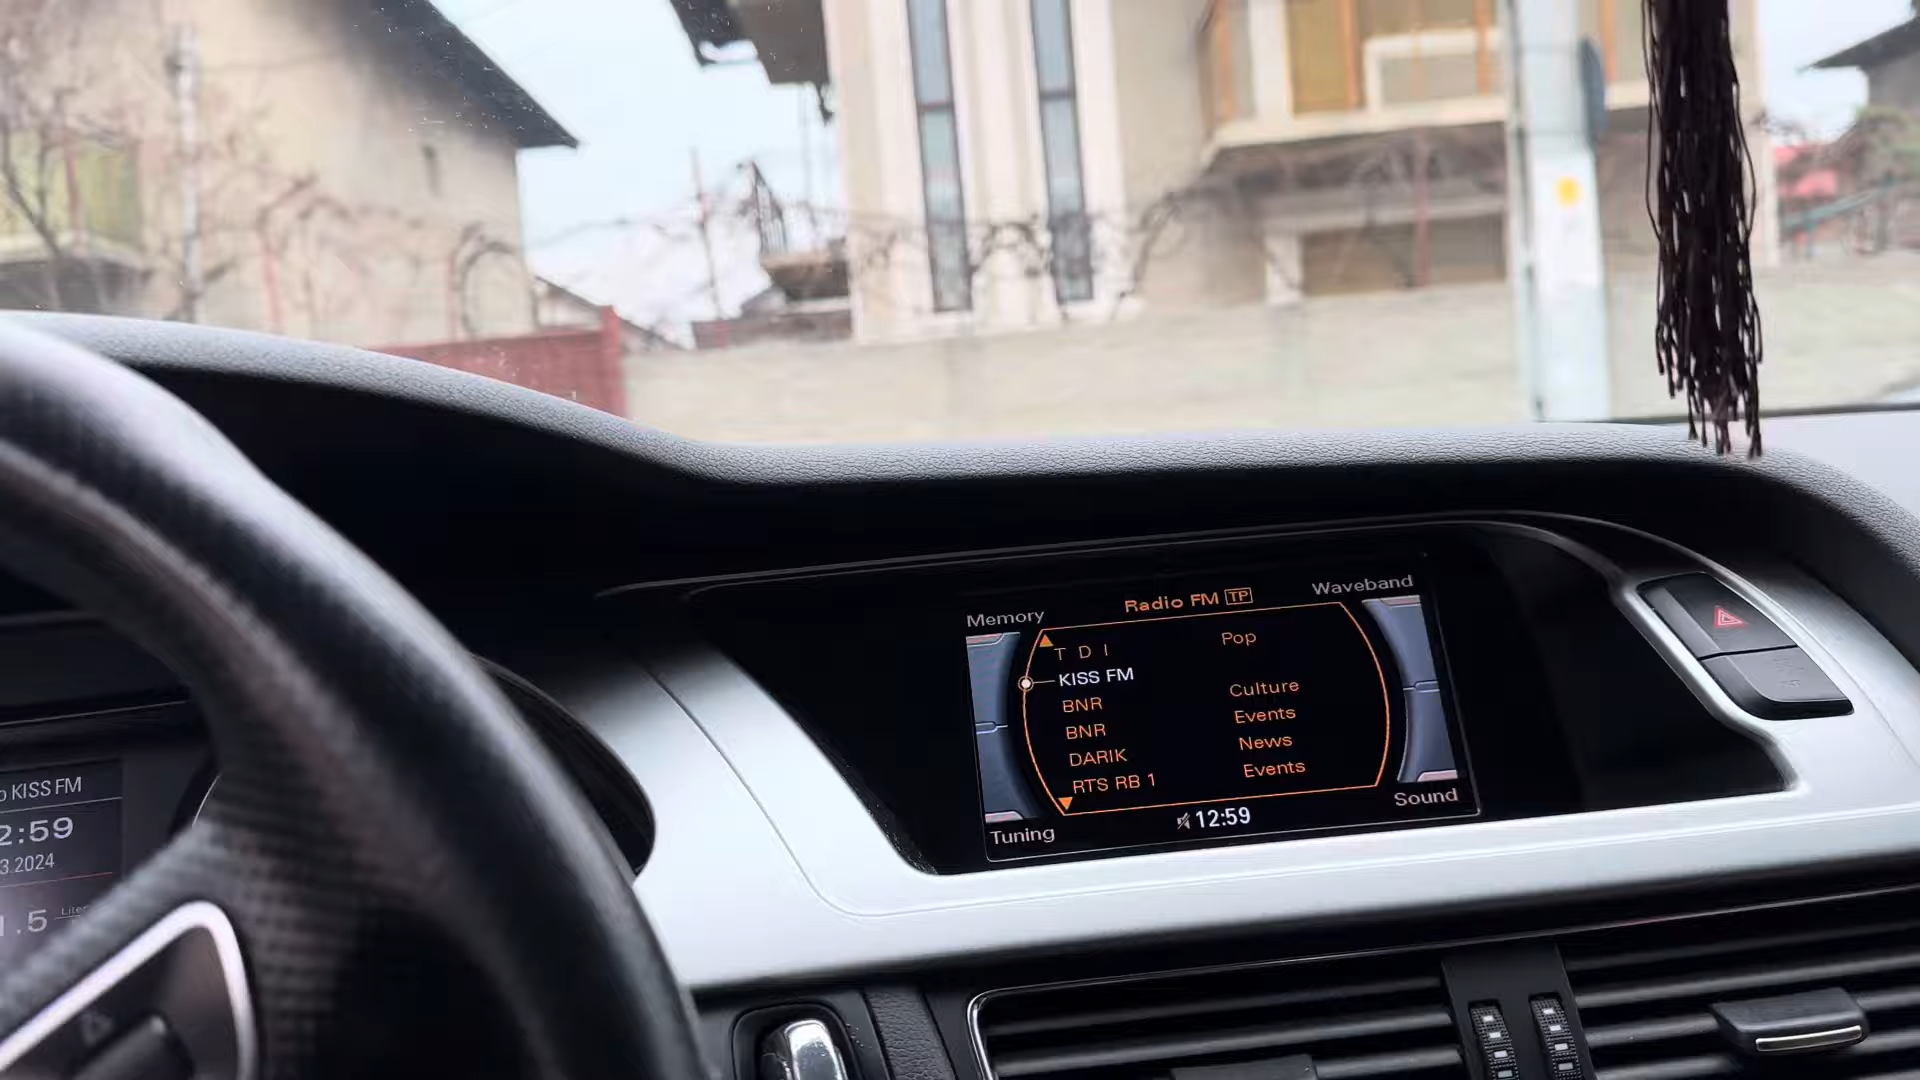 Memory
Radio FM TP
Waveband
T D I Pop
KISS FM
BNR Culture
BNR Events
DARIK News
RTS RB 1 Events
Tuning
12:59
Sound
KISS FM
2:59
3.2024
.5